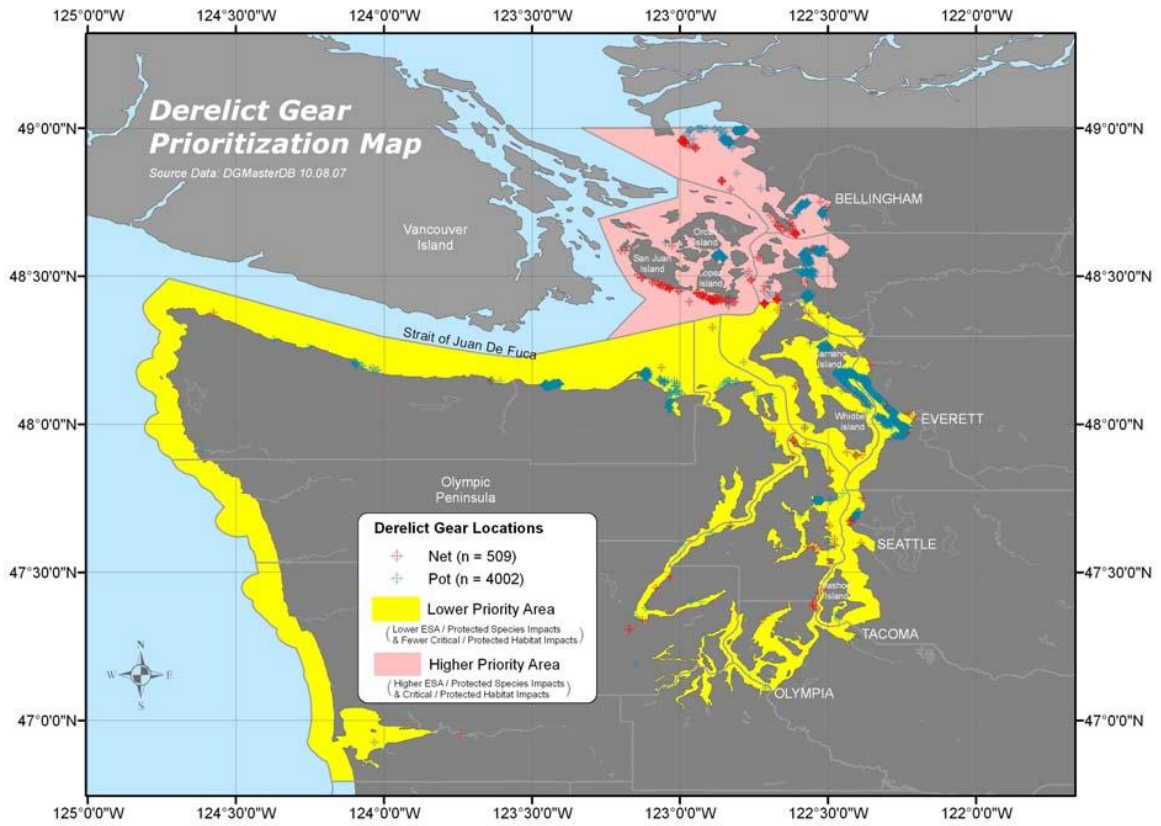 125°0'0"W 124°30'0"W 124°0'0"W 123°30'0"W 123°0'0"W 122°30'0"W 122°0'0"W
Derelict Gear
Prioritization Map
Source Data: DGMasterDB 10.08.07
49°0'0"N
49°0'0"N
BELLINGHAM
Vancouver
Island
Orcas
Island
San Juan
Island
Lopez
Island
48°30'0"N
48°30'0"N
Strait of Juan De Fuca
Camano
Island
Whidbey
Island
EVERETT
48°0'0"N
48°0'0"N
Olympic
Peninsula
Derelict Gear Locations
Net (n = 509)
Pot (n = 4002)
Lower Priority Area
(Lower ESA / Protected Species Impacts
& Fewer Critical / Protected Habitat Impacts)
Higher Priority Area
(Higher ESA / Protected Species Impacts
& Critical / Protected Habitat Impacts)
SEATTLE
47°30'0"N
47°30'0"N
Vashon
Island
TACOMA
OLYMPIA
N
W E
S
47°0'0"N
47°0'0"N
125°0'0"W 124°30'0"W 124°0'0"W 123°30'0"W 123°0'0"W 122°30'0"W 122°0'0"W